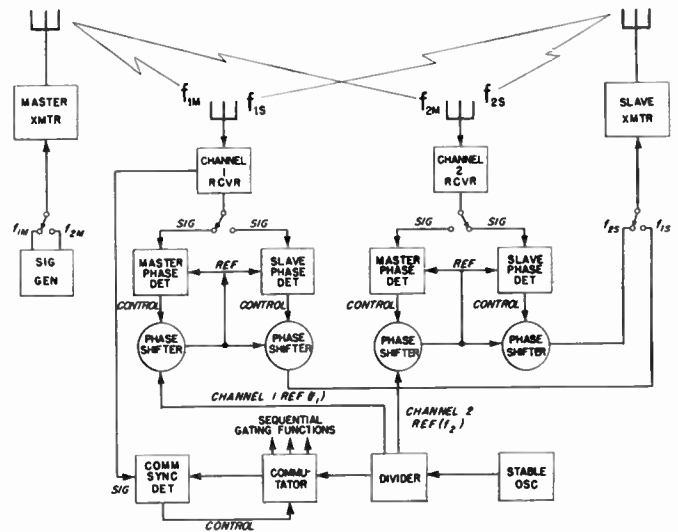 MASTER
XMTR
SLAVE
XMTR
f1M
f1S
f2M
f2S
CHANNEL
1
RCVR
CHANNEL
2
RCVR
f1M
f2M
SIG
GEN
SIG
SIG
SIG
SIG
f2S
f1S
MASTER
PHASE
DET
REF
SLAVE
PHASE
DET
MASTER
PHASE DET
REF
SLAVE
PHASE
DET
CONTROL
CONTROL
CONTROL
CONTROL
PHASE
SHIFTER
PHASE
SHIFTER
PHASE
SHIFTER
PHASE
SHIFTER
CHANNEL 1 REF (f1)
CHANNEL 2
REF (f2)
SEQUENTIAL
GATING FUNCTIONS
COMM
SYNC
DET
COMMU-
TATOR
DIVIDER
STABLE
OSC
SIG
CONTROL